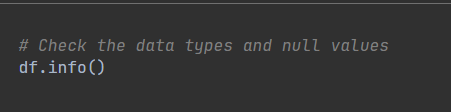 # Check the data types and null values
df.info()